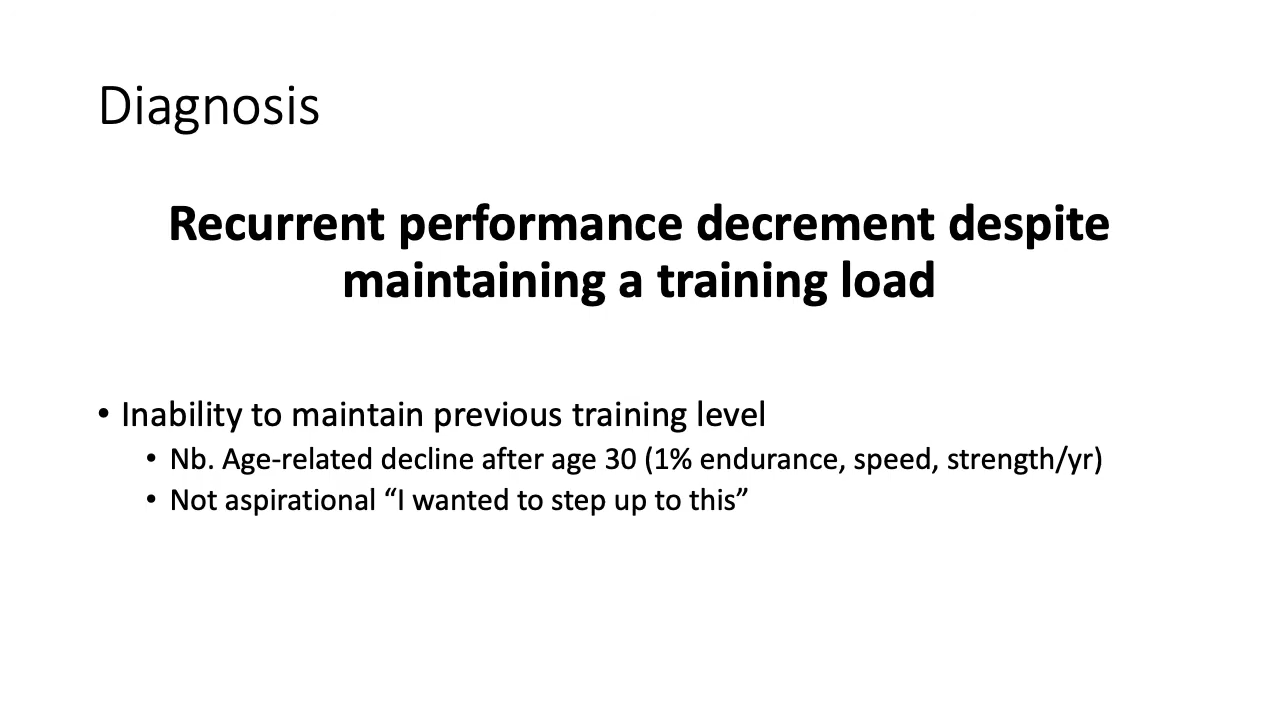 Diagnosis
Recurrent performance decrement despite
maintaining a training load
• Inability to maintain previous training level
• Nb. Age-related decline after age 30 (1% endurance, speed, strength/yr)
• Not aspirational “I wanted to step up to this”